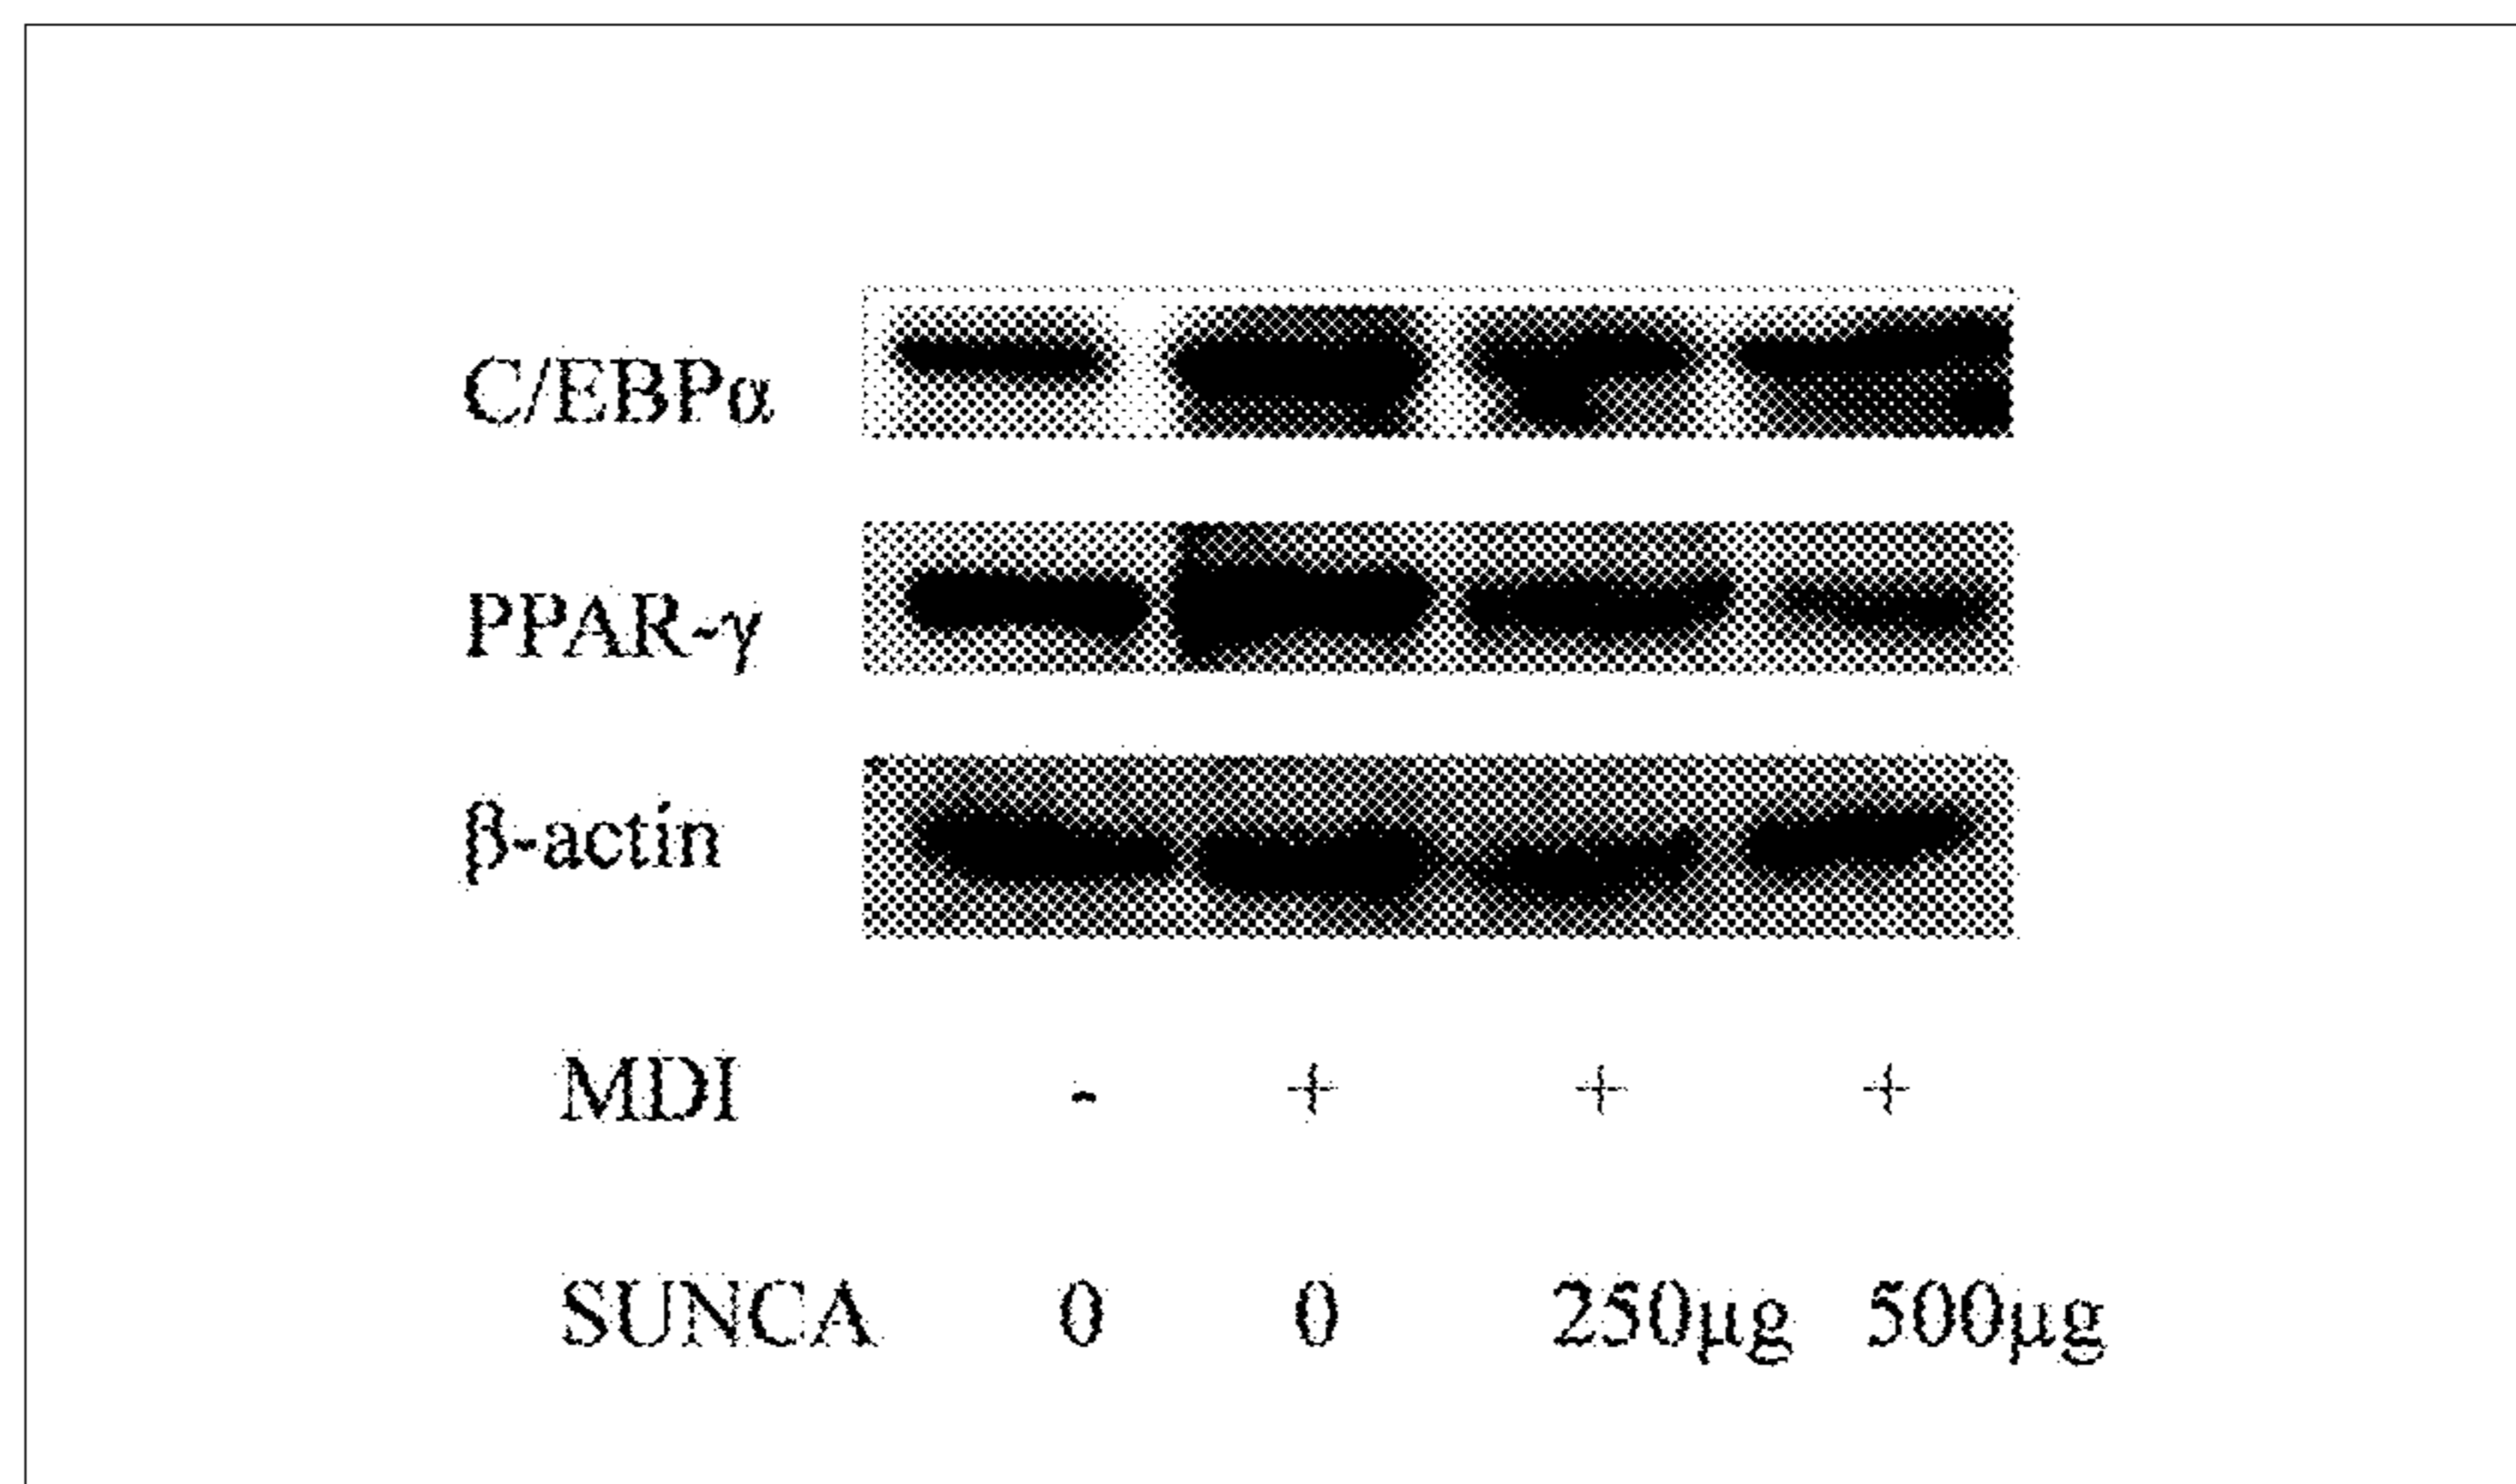 C/EBPα
PPAR-γ
β-actin
MDI - + + +
SUNCA 0 0 250μg 500μg